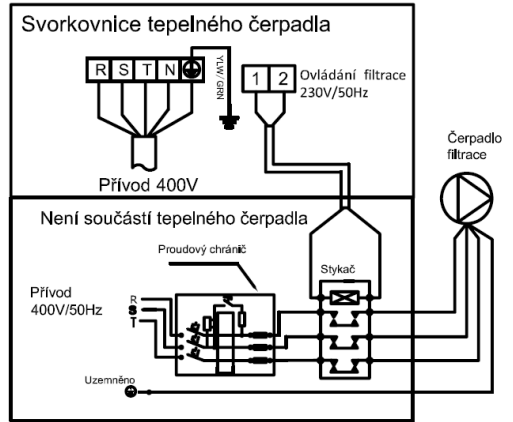 Svorkovnice tepelného čerpadla
R S T N
YLW/GRN
1 2
Ovládání filtrace
230V/50Hz
Přívod 400V
Čerpadlo
filtrace
Není součástí tepelného čerpadla
Proudový chránič
Stykač
Přívod
400V/50Hz
R
S
T
Uzemněno